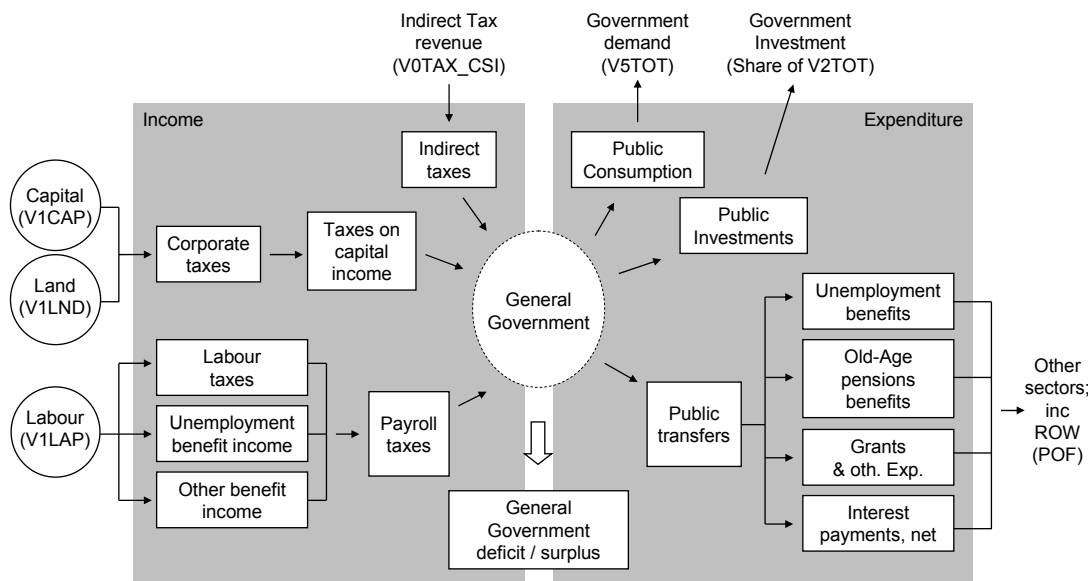 Indirect Tax
revenue
(V0TAX_CSI)
Government
demand
(V5TOT)
Government
Investment
(Share of V2TOT)
Income
Expenditure
Indirect
taxes
Public
Consumption
Public
Investments
Capital
(V1CAP)
Land
(V1LND)
Corporate
taxes
Taxes on
capital
income
General
Government
Labour
(V1LAP)
Labour
taxes
Unemployment
benefit income
Other benefit
income
Payroll
taxes
Public
transfers
Unemployment
benefits
Old-Age
pensions
benefits
Grants
& oth. Exp.
Interest
payments, net
Other
sectors;
inc
ROW
(POF)
General
Government
deficit / surplus